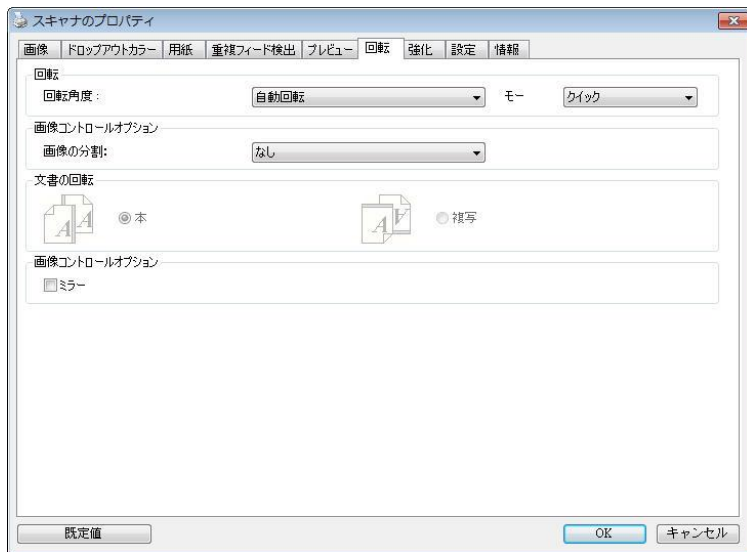 スキャナのプロパティ
画像 ドロップアウトカラー 用紙 重複フィード検出 プレビュー 回転 強化 設定 情報
回転
回転角度: 自動回転 モー クイック
画像コントロールオプション
画像の分割: なし
文書の回転
A A 本 A A 複写
画像コントロールオプション
ミラー
既定値 OK キャンセル